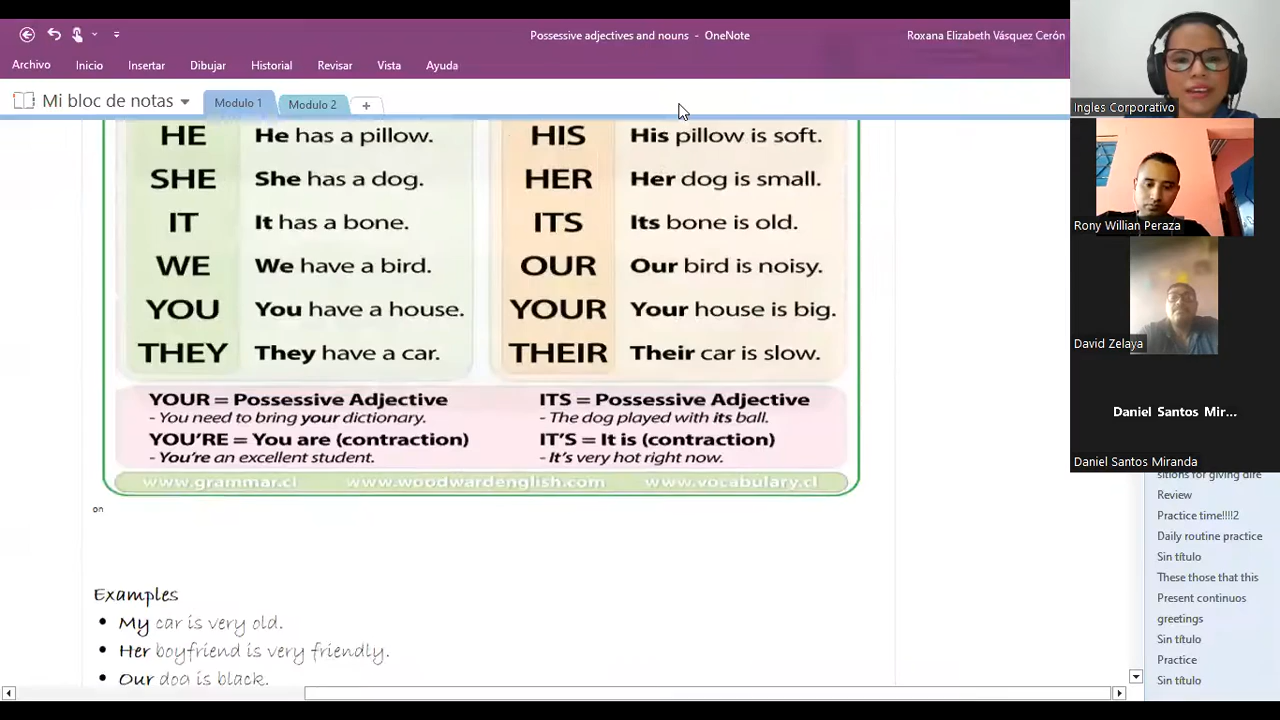 Possessive adjectives and nouns - OneNote
Roxana Elizabeth Vásquez Cerón
Archivo Inicio Insertar Dibujar Historial Revisar Vista Ayuda
Mi bloc de notas Modulo 1 Modulo 2 +
HE He has a pillow. HIS His pillow is soft.
SHE She has a dog. HER Her dog is small.
IT It has a bone. ITS Its bone is old.
WE We have a bird. OUR Our bird is noisy.
YOU You have a house. YOUR Your house is big.
THEY They have a car. THEIR Their car is slow.
YOUR = Possessive Adjective
- You need to bring your dictionary.
YOU'RE = You are (contraction)
- You're an excellent student.
ITS = Possessive Adjective
- The dog played with its ball.
IT'S = It is (contraction)
- It's very hot right now.
www.grammar.cl www.woodwardenglish.com www.vocabulary.cl
on
Examples
• My car is very old.
• Her boyfriend is very friendly.
• Our dog is black.
Ingles Corporativo
Rony Willian Peraza
David Zelaya
Daniel Santos Mir...
Daniel Santos Miranda
sitions for giving dire
Review
Practice time!!!!2
Daily routine practice
Sin título
These those that this
Present continuos
greetings
Sin título
Practice
Sin título